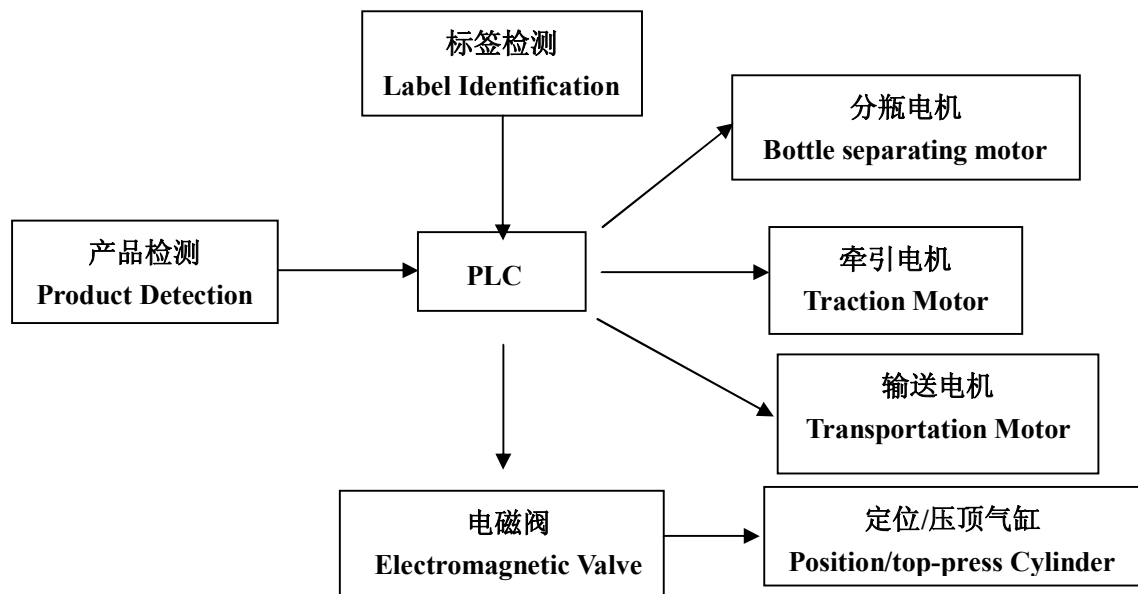 标签检测
Label Identification
分瓶电机
Bottle separating motor
产品检测
Product Detection
PLC
牵引电机
Traction Motor
输送电机
Transportation Motor
电磁阀
Electromagnetic Valve
定位/压顶气缸
Position/top-press Cylinder